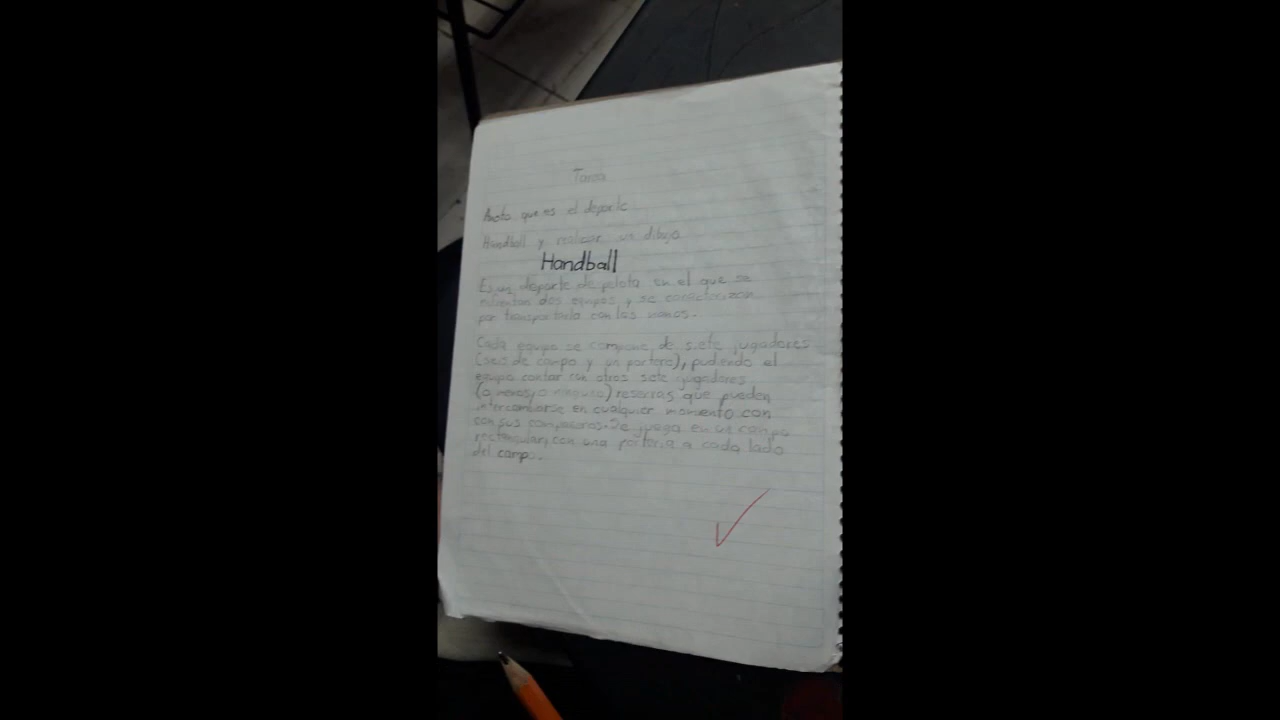 Tarea
Anota que es el deporte
Handball y realizar un dibujo
Handball
Es un deporte de pelota en el que se
enfrentan dos equipos y se caracterizan
por transportarla con las manos.
Cada equipo se compone de siete jugadores
(seis de campo y un portero), pudiendo el
equipo contar con otros siete jugadores
(o menos, o ninguno) reservas que pueden
intercambiarse en cualquier momento con
con sus compañeros. Se juega en un campo
rectangular, con una portería a cada lado
del campo.